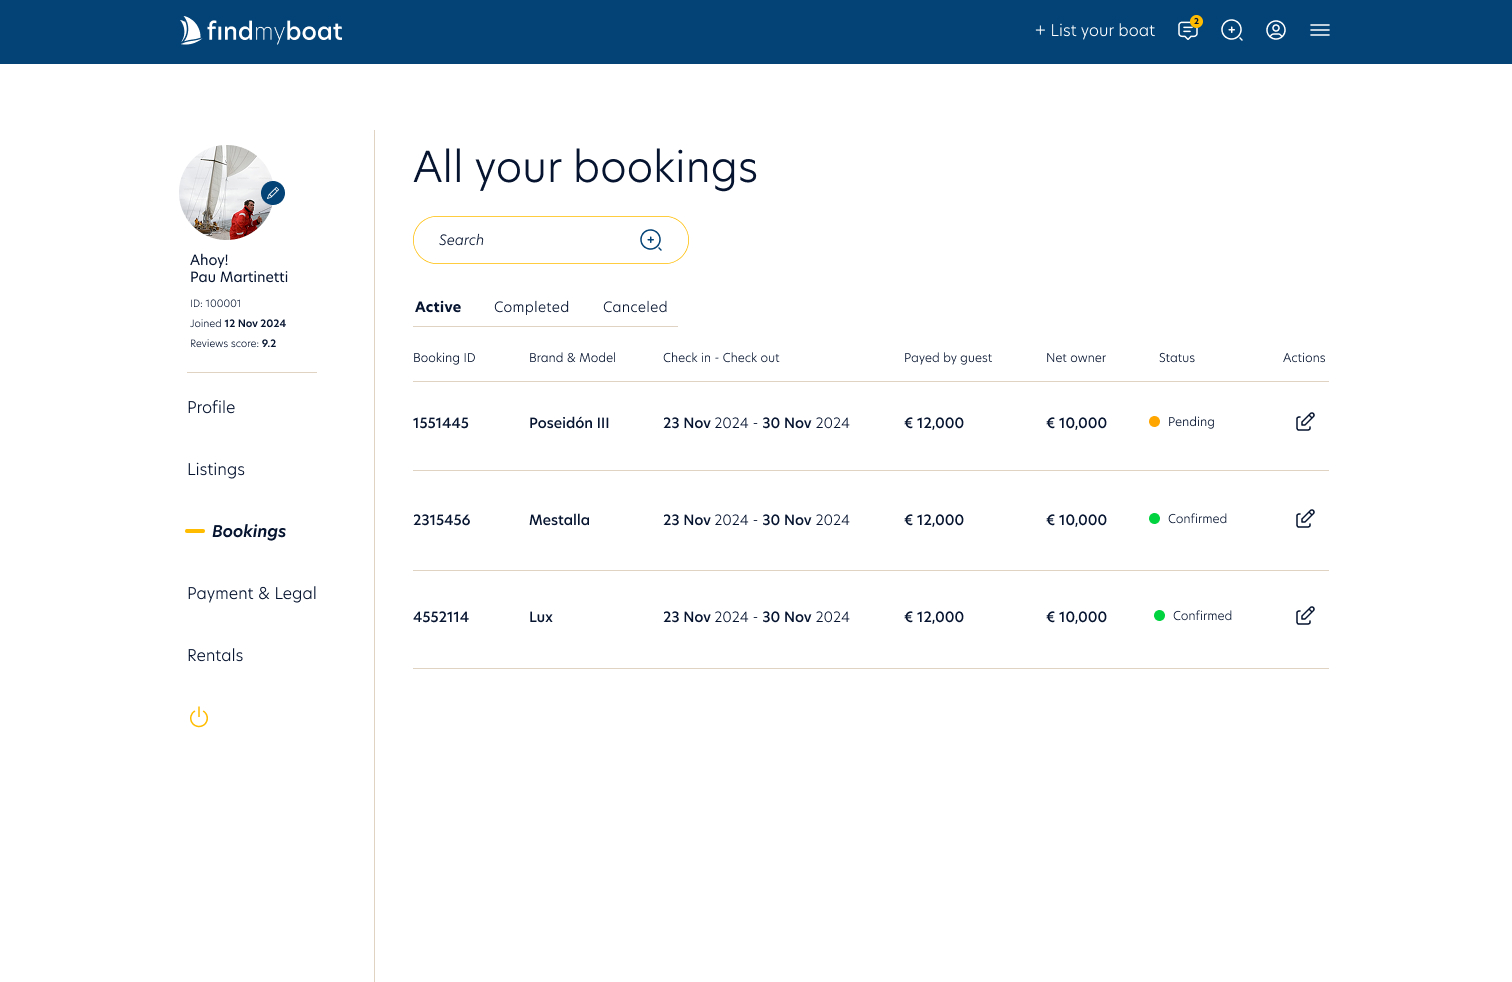 findmyboat
+ List your boat
2
Ahoy!
Pau Martinetti
ID: 100001
Joined 12 Nov 2024
Reviews score: 9.2
Profile
Listings
Bookings
Payment & Legal
Rentals
All your bookings
Search
Active Completed Canceled
Booking ID Brand & Model Check in - Check out Payed by guest Net owner Status Actions
1551445 Poseidón III 23 Nov 2024 - 30 Nov 2024 € 12,000 € 10,000 Pending
2315456 Mestalla 23 Nov 2024 - 30 Nov 2024 € 12,000 € 10,000 Confirmed
4552114 Lux 23 Nov 2024 - 30 Nov 2024 € 12,000 € 10,000 Confirmed